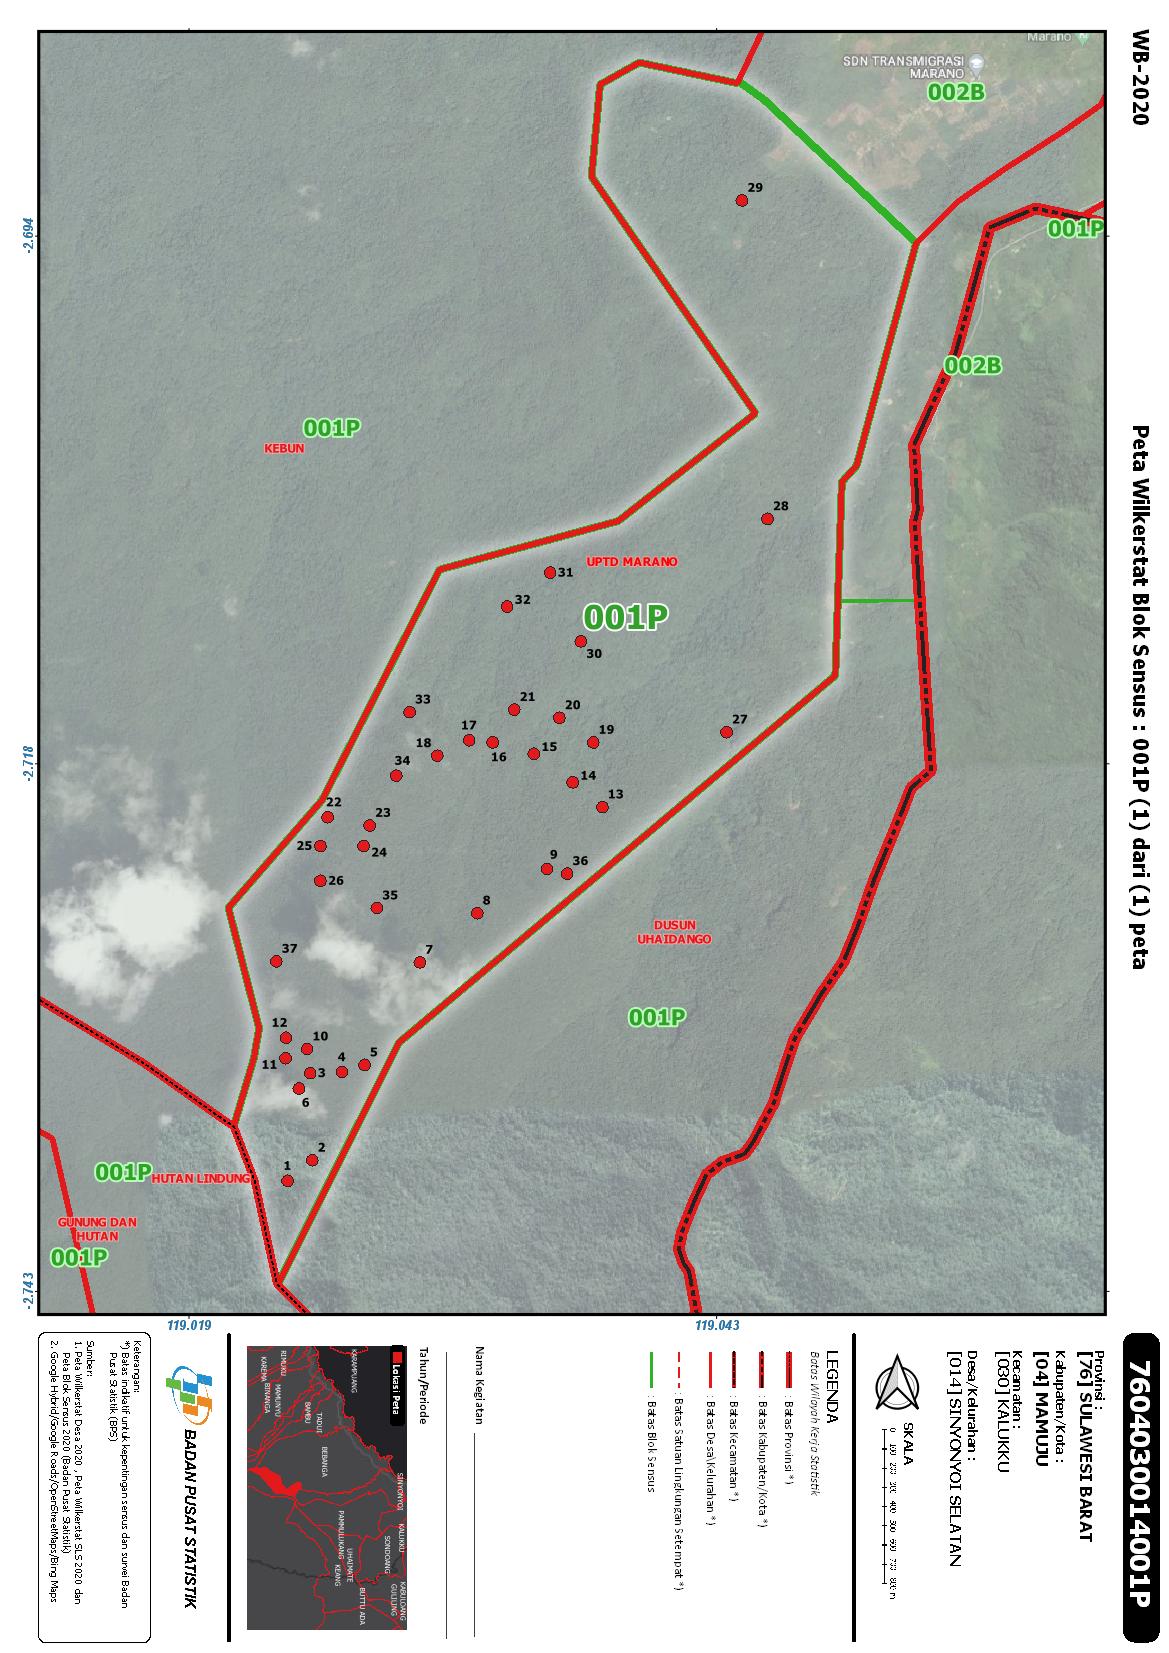 WB-2020
Peta Wilkerstat Blok Sensus : 001P (1) dari (1) peta
Marano
SDN TRANSMIGRASI
MARANO
002B
001P
002B
29
-2.694
001P
KEBUN
28
UPTD MARANO
31
32
001P
30
33
21
20
17
19
18
16
15
27
34
14
13
-2.718
22
23
25
24
9
36
26
35
8
DUSUN
UHAIDANGO
37
7
001P
12
10
5
11
4
3
6
2
1
001P
HUTAN LINDUNG
GUNUNG DAN
HUTAN
001P
-2.743
119.019
119.043
7604030014001P
Provinsi :
[76] SULAWESI BARAT
Kabupaten/Kota :
[04] MAMUJU
Kecamatan :
[030] KALUKKU
Desa/Kelurahan :
[014] SINYONYOI SELATAN
SKALA
0 100 200 300 400 500 600 700 800 m
LEGENDA
Batas Wilayah Kerja Statistik
: Batas Provinsi *)
: Batas Kabupaten/Kota *)
: Batas Kecamatan *)
: Batas Desa\Kelurahan *)
: Batas Satuan Lingkungan Setempat *)
: Batas Blok Sensus
Nama Kegiatan
Tahun/Periode
Lokasi Peta
KARAMPUANG
SINYONYOI
KALUKKU
KABULOANG
GULIUNG
SONDOANG
BUTTU ADA
UHAIMATE
KEANG
PAMMULUKANG
BEBANGA
TADUI
BAMBU
MAMUNYU
RIMUKU
BINANGA
KAREMA
BADAN PUSAT STATISTIK
Keterangan:
*) Batas indikatif untuk kepentingan sensus dan survei Badan
Pusat Statistik (BPS)
Sumber:
1. Peta Wilkerstat Desa 2020 , Peta Wilkerstat SLS 2020 dan
Peta Blok Sensus 2020 (Badan Pusat Statistik)
2. Google Hybrid/Google Roads/OpenStreetMaps/Bing Maps